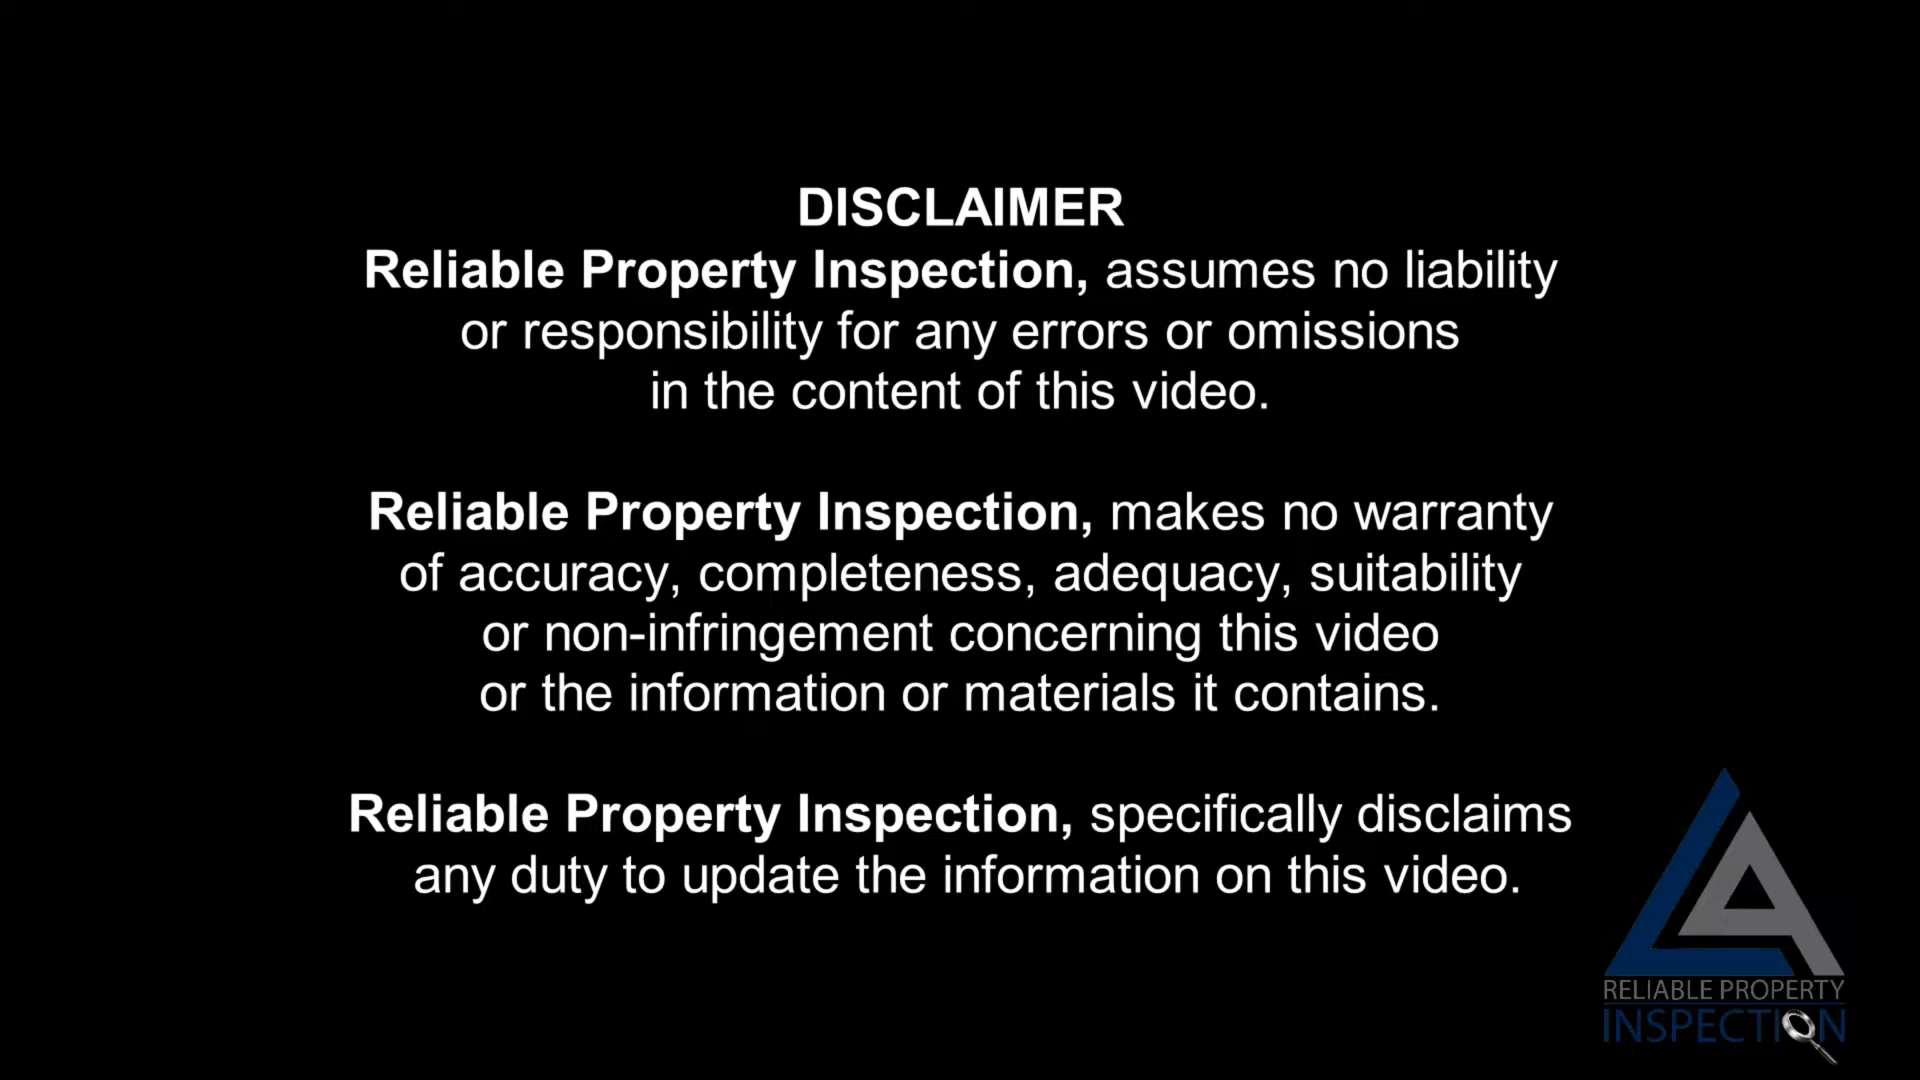 DISCLAIMER
Reliable Property Inspection, assumes no liability
or responsibility for any errors or omissions
in the content of this video.
Reliable Property Inspection, makes no warranty
of accuracy, completeness, adequacy, suitability
or non-infringement concerning this video
or the information or materials it contains.
Reliable Property Inspection, specifically disclaims
any duty to update the information on this video.
LA
RELIABLE PROPERTY
INSPECTION